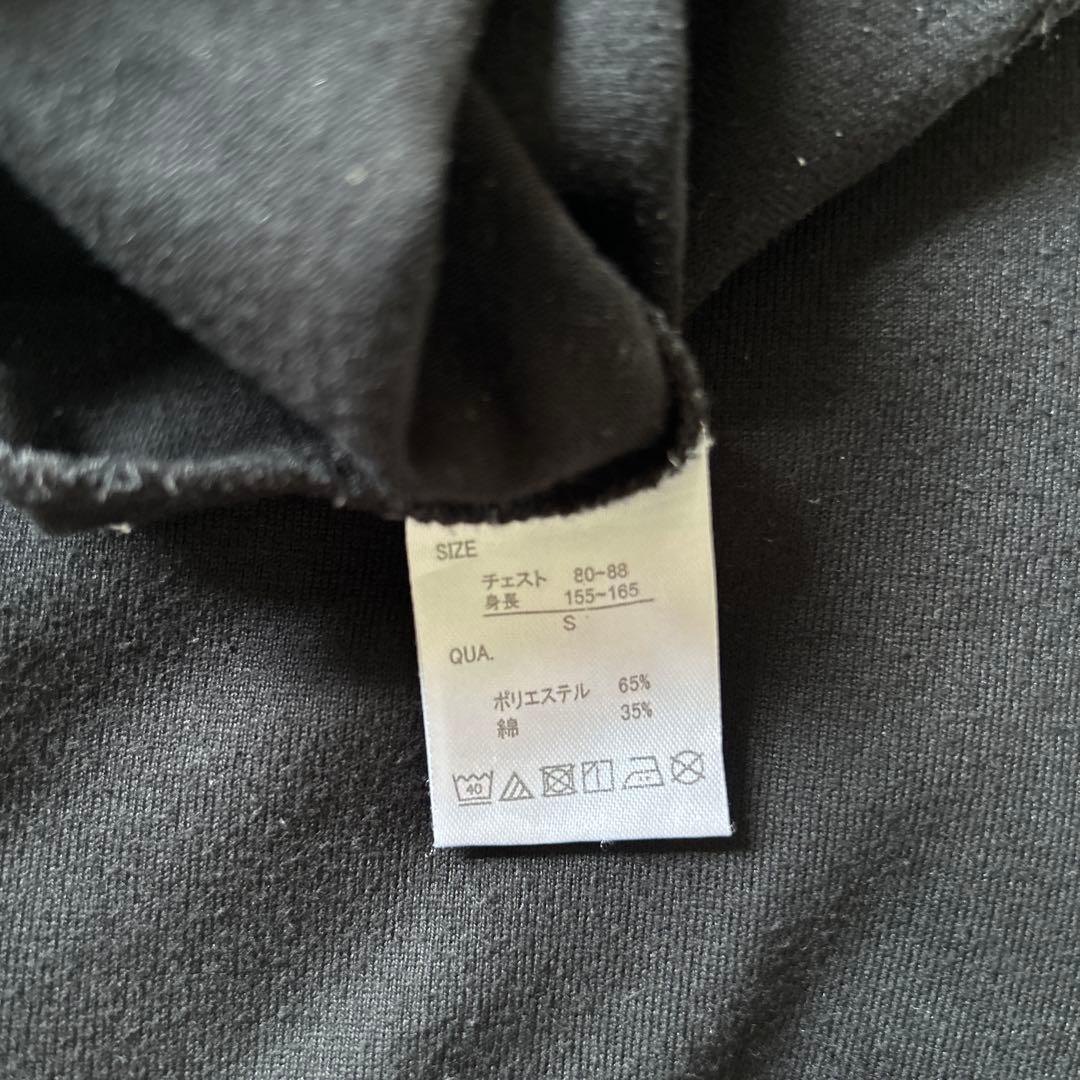 SIZE
チェスト 80~88
身長 155~165
S
QUA.
ポリエステル 65%
綿 35%
40